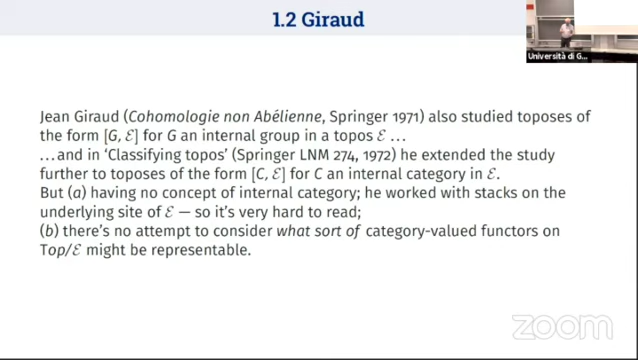 1.2 Giraud
Università di G...
Jean Giraud (Cohomologie non Abélienne, Springer 1971) also studied toposes of
the form [G, ℰ] for G an internal group in a topos ℰ ...
... and in ‘Classifying topos’ (Springer LNM 274, 1972) he extended the study
further to toposes of the form [C, ℰ] for C an internal category in ℰ.
But (a) having no concept of internal category; he worked with stacks on the
underlying site of ℰ — so it's very hard to read;
(b) there's no attempt to consider what sort of category-valued functors on
Top/ℰ might be representable.
zoom